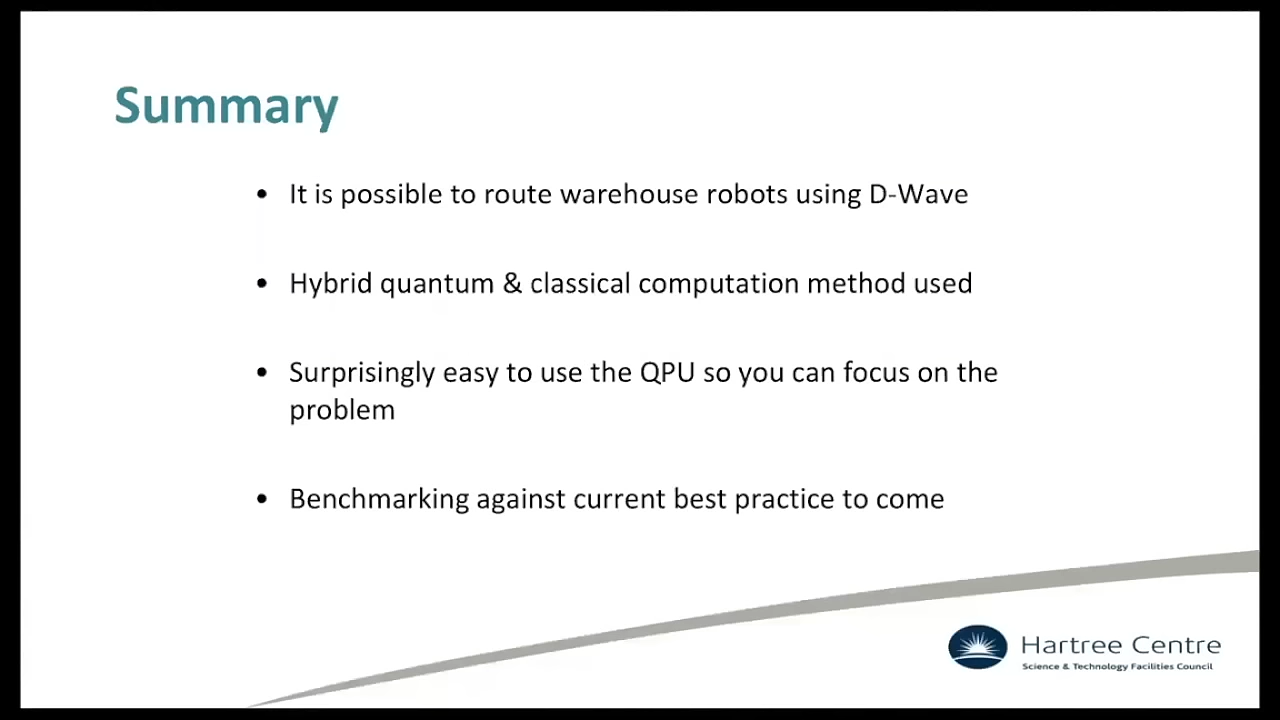 Summary
• It is possible to route warehouse robots using D-Wave
• Hybrid quantum & classical computation method used
• Surprisingly easy to use the QPU so you can focus on the
problem
• Benchmarking against current best practice to come
Hartree Centre
Science & Technology Facilities Council